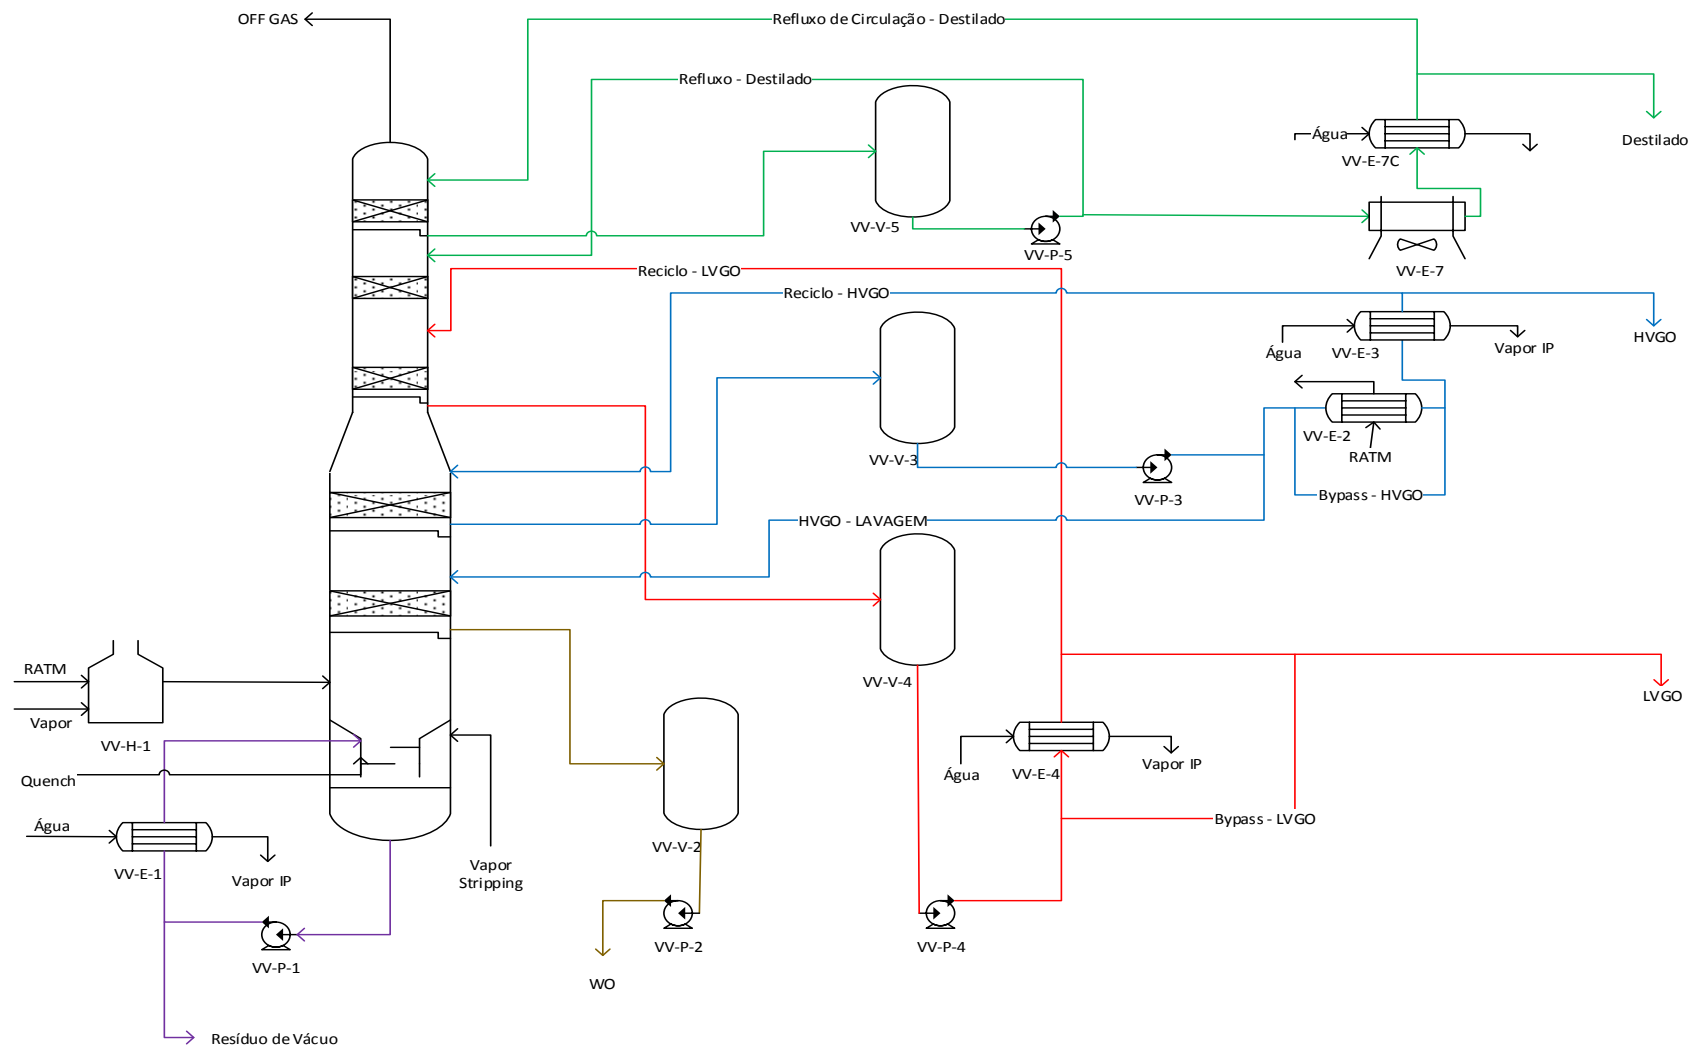 OFF GAS
Refluxo de Circulação - Destilado
Refluxo - Destilado
Água
VV-E-7C
Destilado
VV-V-5
VV-P-5
VV-E-7
Reciclo - LVGO
Reciclo - HVGO
Água
VV-E-3
Vapor IP
HVGO
VV-E-2
RATM
VV-V-3
VV-P-3
Bypass - HVGO
HVGO - LAVAGEM
RATM
Vapor
VV-H-1
VV-V-4
LVGO
Quench
Água
VV-E-4
Vapor IP
Água
VV-E-1
Vapor IP
Vapor
Stripping
VV-V-2
Bypass - LVGO
VV-P-1
VV-P-2
VV-P-4
WO
Resíduo de Vácuo